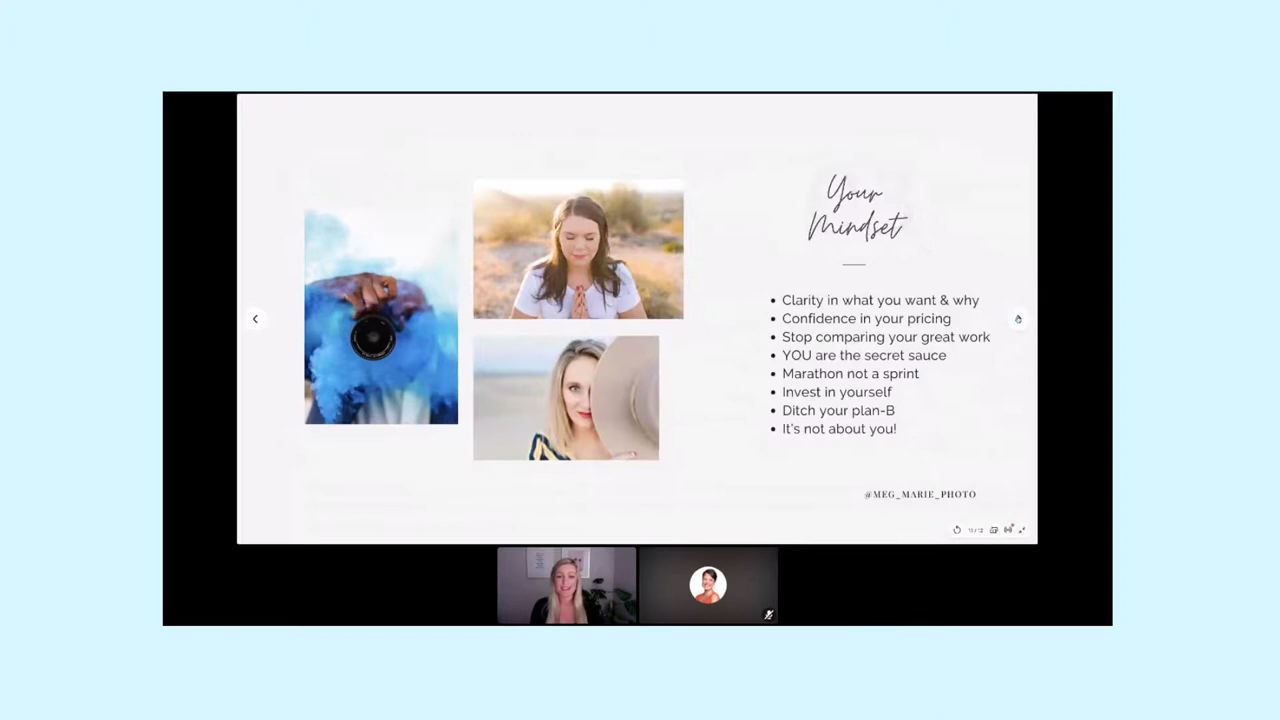 Your
Mindset
• Clarity in what you want & why
• Confidence in your pricing
• Stop comparing your great work
• YOU are the secret sauce
• Marathon not a sprint
• Invest in yourself
• Ditch your plan-B
• It's not about you!
@MEG_MARIE_PHOTO